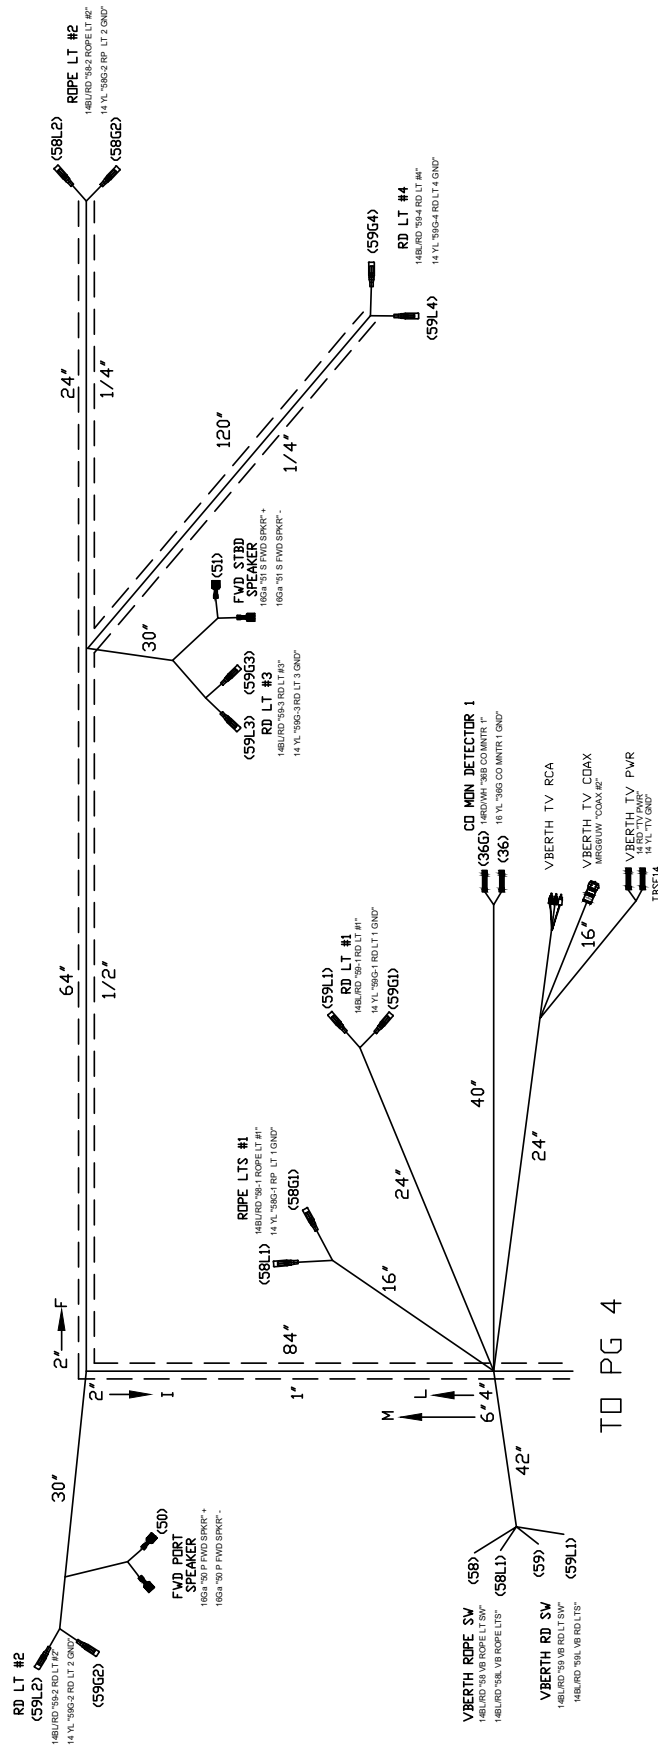 ROPE LT #2
14BL/RD "58-2 ROPE LT #2"
14 YL "58G-2 RP LT 2 GND"
(58L2)
(58G2)
24"
1/4"
RD LT #4
14BL/RD "59-4 RD LT #4"
14 YL "59G-4 RD LT 4 GND"
(59G4)
(59L4)
120"
1/4"
30"
(51)
FWD STBD
SPEAKER
16Ga "51 S FWD SPKR" +
16Ga "51 S FWD SPKR" -
(59L3)
(59G3)
RD LT #3
14BL/RD "59-3 RD LT #3"
14 YL "59G-3 RD LT 3 GND"
64"
1/2"
CO MON DETECTOR 1
(36G)
14RD/WH "36B CO MNTR 1"
16 YL "36G CO MNTR 1 GND"
(36)
40"
VBERTH TV RCA
VBERTH TV COAX
MRG6/UW "COAX #2"
VBERTH TV PWR
14 RD "TV PWR"
14 YL "TV GND"
TBSE14
16"
24"
(59L1)
RD LT #1
14BL/RD "59-1 RD LT #1"
14 YL "59G-1 RD LT 1 GND"
(59G1)
24"
ROPE LTS #1
14BL/RD "58-1 ROPE LT #1"
14 YL "58G-1 RP LT 1 GND"
(58L1)
(58G1)
16"
2"
F
2"
I
84"
1"
L
M
6"
4"
42"
TO PG 4
30"
(50)
FWD PORT
SPEAKER
16Ga "50 P FWD SPKR" +
16Ga "50 P FWD SPKR" -
RD LT #2
(59L2)
14BL/RD "59-2 RD LT #2"
14 YL "59G-2 RD LT 2 GND"
(59G2)
VBERTH ROPE SW
14BL/RD "58 VB ROPE LT SW"
14BL/RD "58L VB ROPE LTS"
(58)
(58L1)
VBERTH RD SW
14BL/RD "59 VB RD LT SW"
14BL/RD "59L VB RD LTS"
(59)
(59L1)